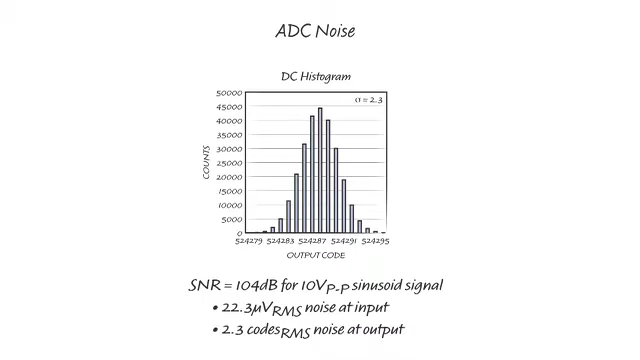 ADC Noise
DC Histogram
σ = 2.3
50000
45000
40000
35000
30000
25000
20000
15000
10000
5000
0
COUNTS
524279 524283 524287 524291 524295
OUTPUT CODE
SNR = 104dB for 10VP-P sinusoid signal
• 22.3µVRMS noise at input
• 2.3 codesRMS noise at output